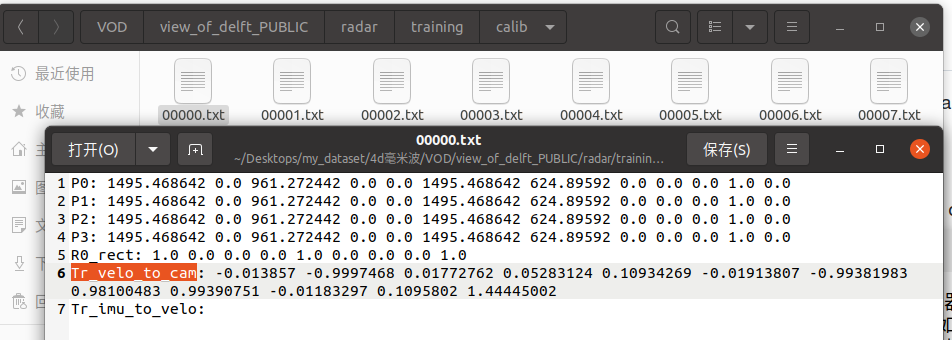 VOD view_of_delft_PUBLIC radar training calib
最近使用
收藏
00000.txt 00001.txt 00002.txt 00003.txt 00004.txt 00005.txt 00006.txt 00007.txt
打开(O)
00000.txt
~/Desktops/my_dataset/4d毫米波/VOD/view_of_delft_PUBLIC/radar/trainin…
保存(S)
1 P0: 1495.468642 0.0 961.272442 0.0 0.0 1495.468642 624.89592 0.0 0.0 0.0 1.0 0.0
2 P1: 1495.468642 0.0 961.272442 0.0 0.0 1495.468642 624.89592 0.0 0.0 0.0 1.0 0.0
3 P2: 1495.468642 0.0 961.272442 0.0 0.0 1495.468642 624.89592 0.0 0.0 0.0 1.0 0.0
4 P3: 1495.468642 0.0 961.272442 0.0 0.0 1495.468642 624.89592 0.0 0.0 0.0 1.0 0.0
5 R0_rect: 1.0 0.0 0.0 0.0 1.0 0.0 0.0 0.0 1.0
6 Tr_velo_to_cam: -0.013857 -0.9997468 0.01772762 0.05283124 0.10934269 -0.01913807 -0.99381983
0.98100483 0.99390751 -0.01183297 0.1095802 1.44445002
7 Tr_imu_to_velo: